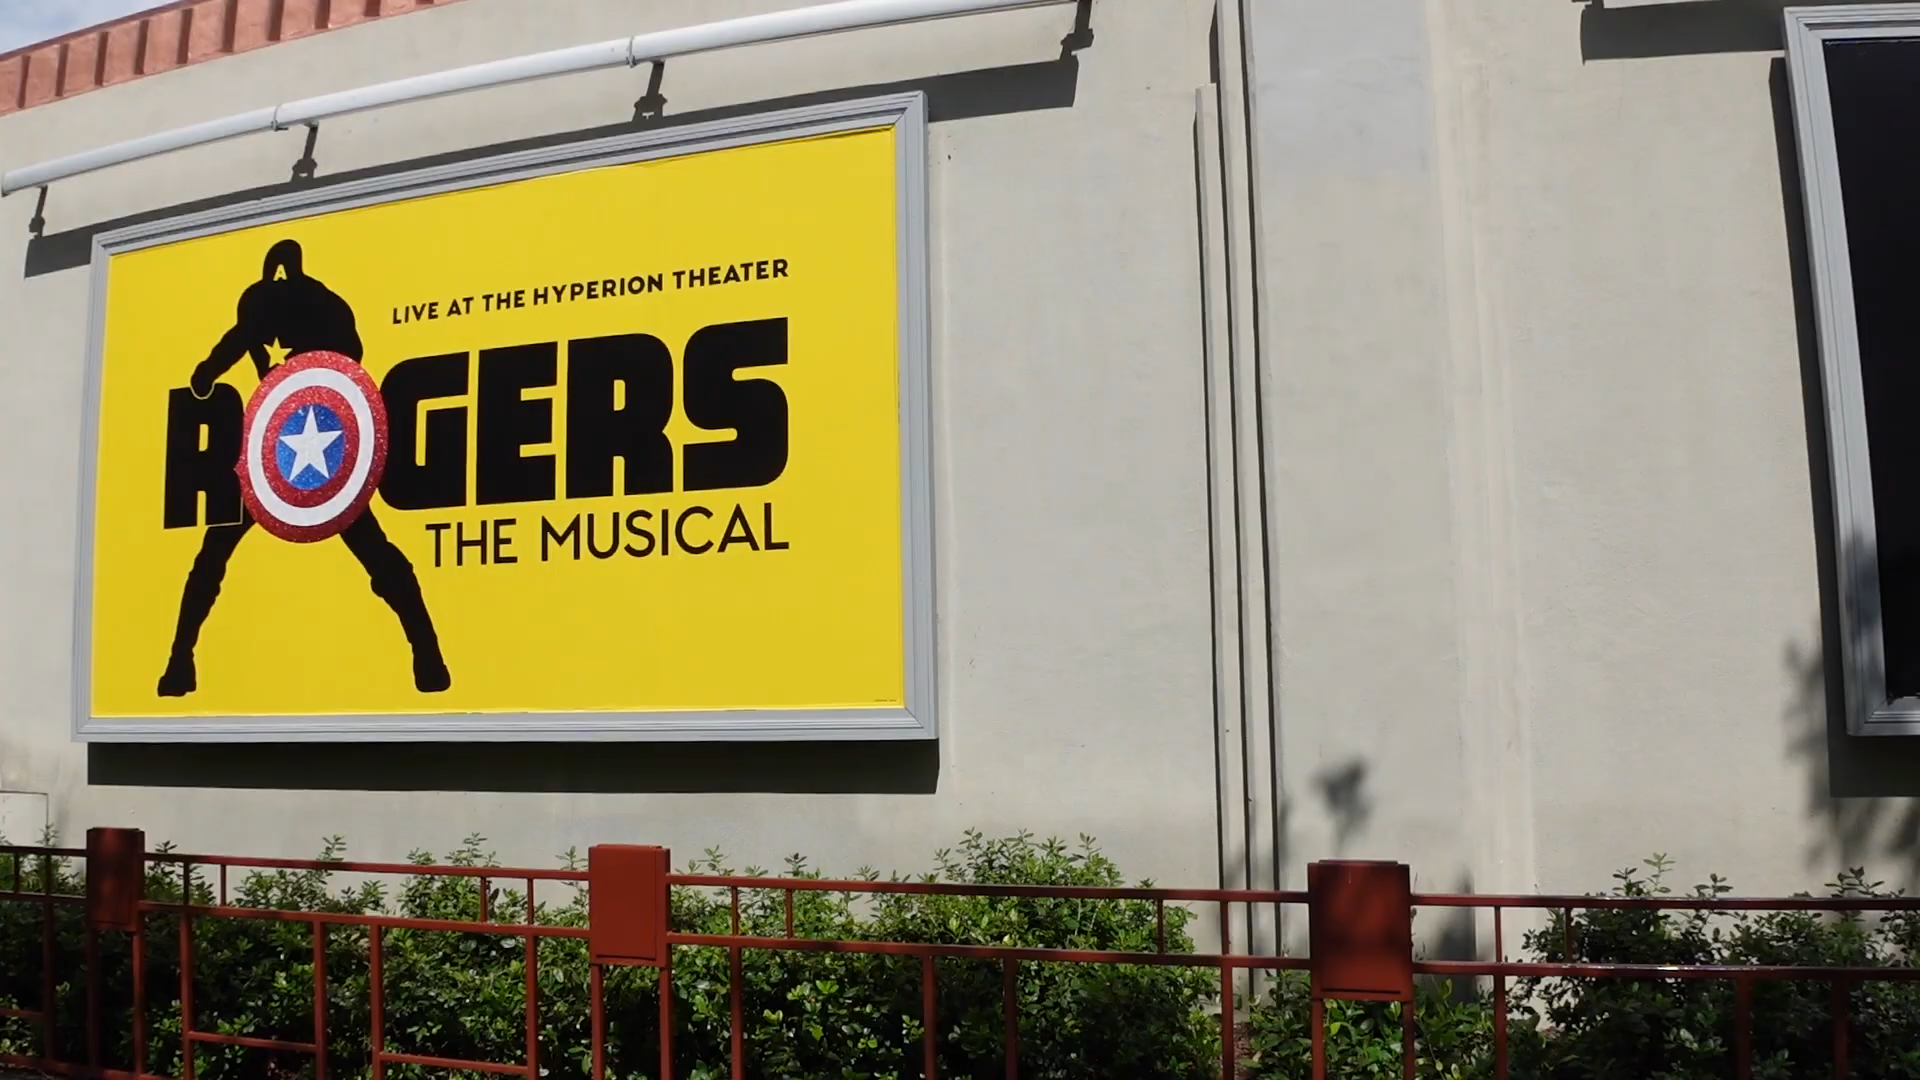 A
LIVE AT THE HYPERION THEATER
ROGERS
THE MUSICAL